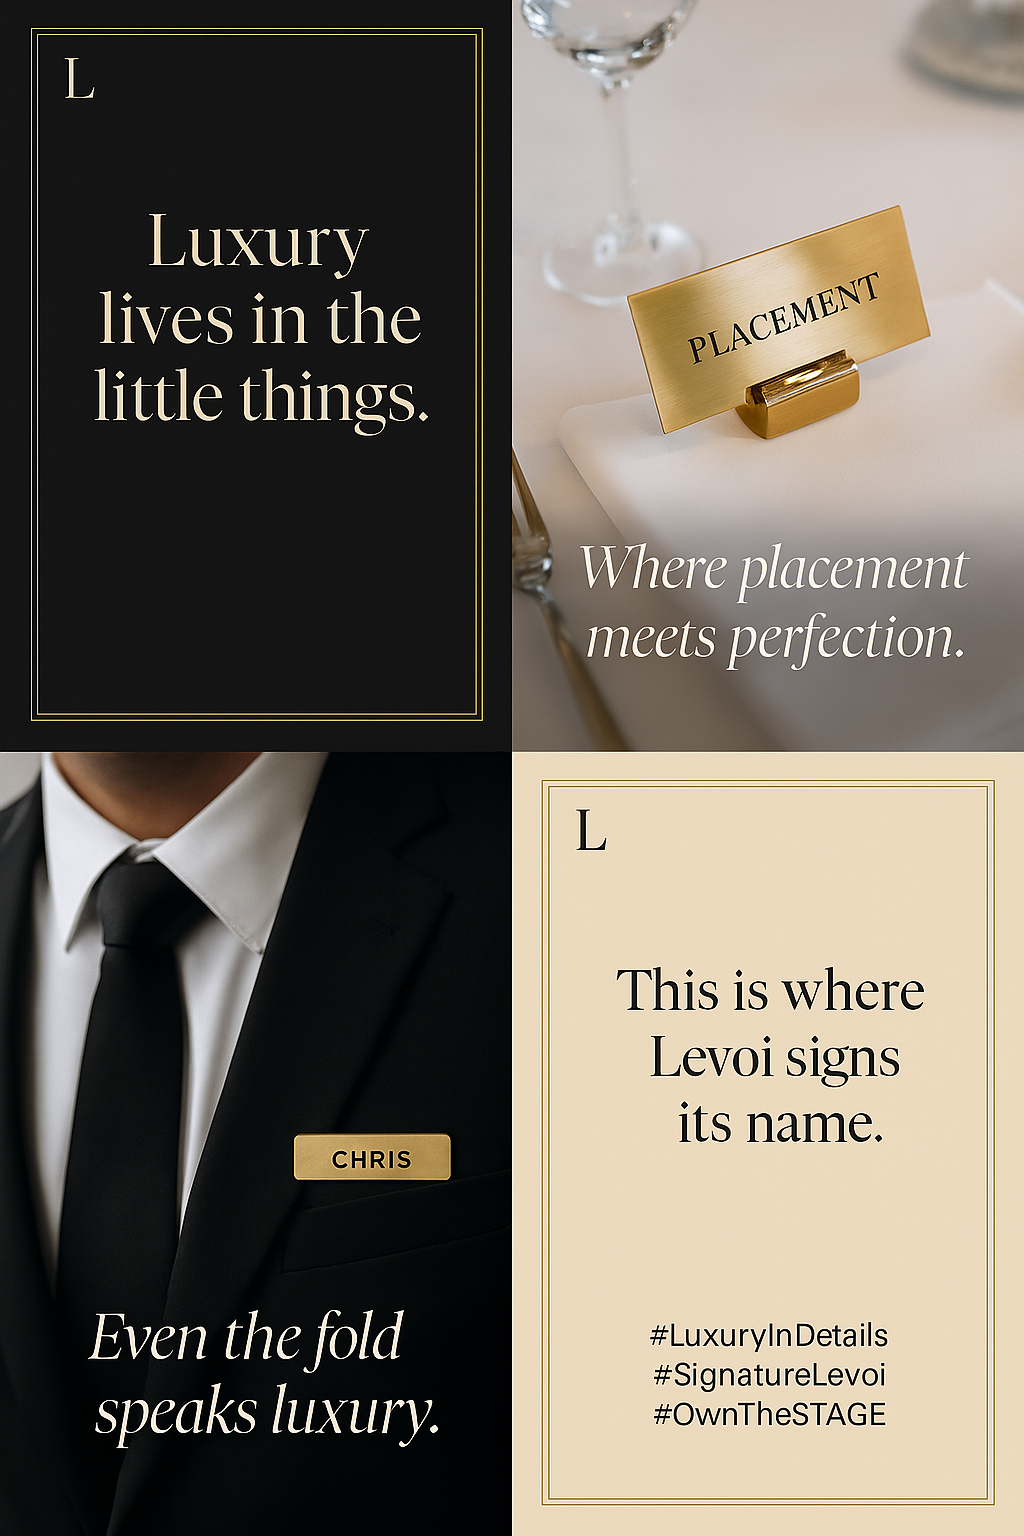 L
Luxury
lives in the
little things.
PLACEMENT
Where placement
meets perfection.
CHRIS
Even the fold
speaks luxury.
L
This is where
Levoi signs
its name.
#LuxuryInDetails
#SignatureLevoi
#OwnTheSTAGE